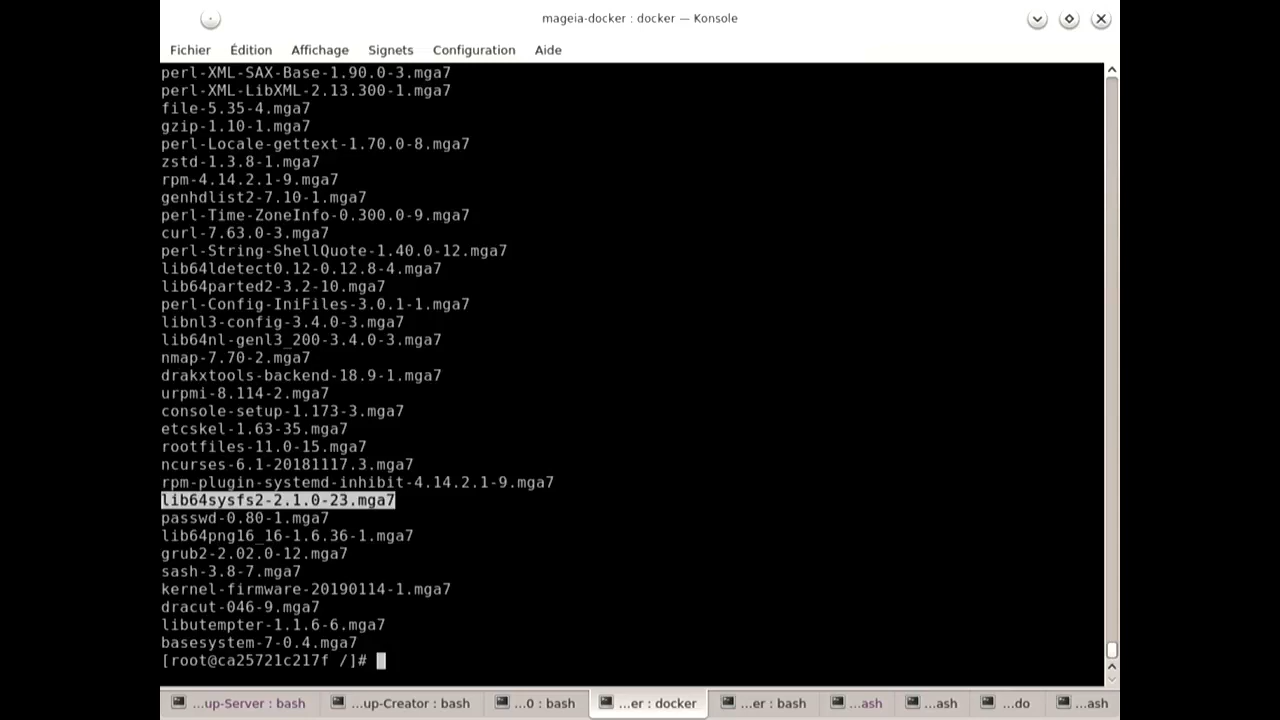 mageia-docker : docker — Konsole
Fichier Édition Affichage Signets Configuration Aide
perl-XML-SAX-Base-1.90.0-3.mga7
perl-XML-LibXML-2.13.300-1.mga7
file-5.35-4.mga7
gzip-1.10-1.mga7
perl-Locale-gettext-1.70.0-8.mga7
zstd-1.3.8-1.mga7
rpm-4.14.2.1-9.mga7
genhdlist2-7.10-1.mga7
perl-Time-ZoneInfo-0.300.0-9.mga7
curl-7.63.0-3.mga7
perl-String-ShellQuote-1.40.0-12.mga7
lib64ldetect0.12-0.12.8-4.mga7
lib64parted2-3.2-10.mga7
perl-Config-IniFiles-3.0.1-1.mga7
libnl3-config-3.4.0-3.mga7
lib64nl-genl3_200-3.4.0-3.mga7
nmap-7.70-2.mga7
drakxtools-backend-18.9-1.mga7
urpmi-8.114-2.mga7
console-setup-1.173-3.mga7
etcskel-1.63-35.mga7
rootfiles-11.0-15.mga7
ncurses-6.1-20181117.3.mga7
rpm-plugin-systemd-inhibit-4.14.2.1-9.mga7
lib64sysfs2-2.1.0-23.mga7
passwd-0.80-1.mga7
lib64png16_16-1.6.36-1.mga7
grub2-2.02.0-12.mga7
sash-3.8-7.mga7
kernel-firmware-20190114-1.mga7
dracut-046-9.mga7
libutempter-1.1.6-6.mga7
basesystem-7-0.4.mga7
[root@ca25721c217f /]#
...up-Server : bash ...up-Creator : bash ...0 : bash ...er : docker ...er : bash ...ash ...ash ...do ...ash